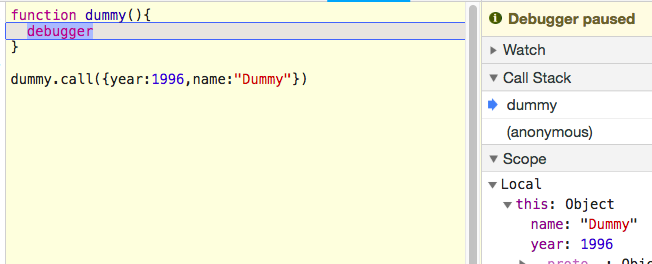 function dummy(){
debugger
}
dummy.call({year:1996,name:"Dummy"})
Debugger paused
Watch
Call Stack
dummy
(anonymous)
Scope
Local
this: Object
name: "Dummy"
year: 1996